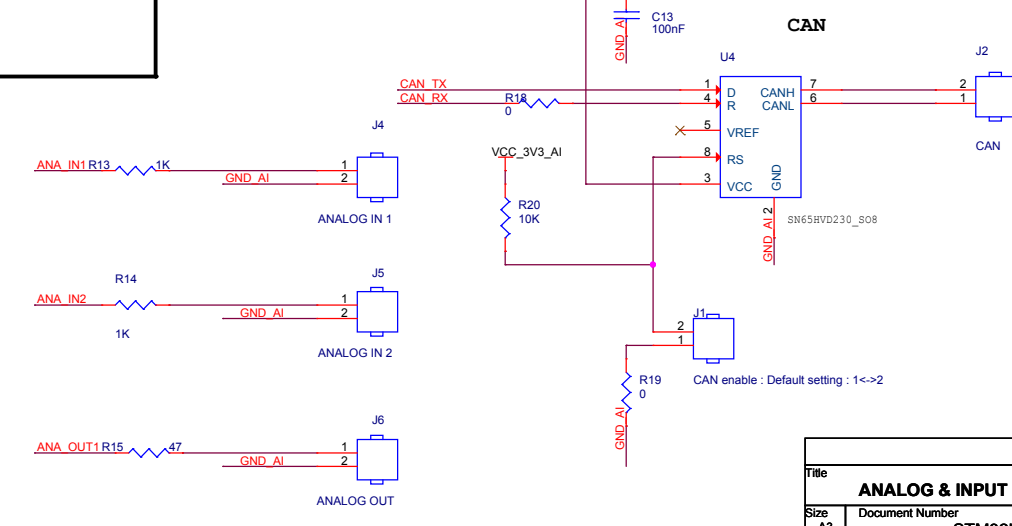 C13
100nF
GND_AI
CAN
U4
J2
CAN_TX
CAN_RX
R18
0
1
4
5
8
3
D
R
VREF
RS
VCC
GND
CANH
CANL
7
6
2
1
CAN
2
GND_AI
SN65HVD230_SO8
J4
ANA_IN1 R13 1K
GND_AI
1
2
ANALOG IN 1
VCC_3V3_AI
R20
10K
R14
ANA_IN2
1K
J5
1
2
GND_AI
ANALOG IN 2
J1
2
1
CAN enable : Default setting : 1<->2
R19
0
GND_AI
J6
ANA_OUT1 R15 47
GND_AI
1
2
ANALOG OUT
Title
ANALOG & INPUT
Size
Document Number